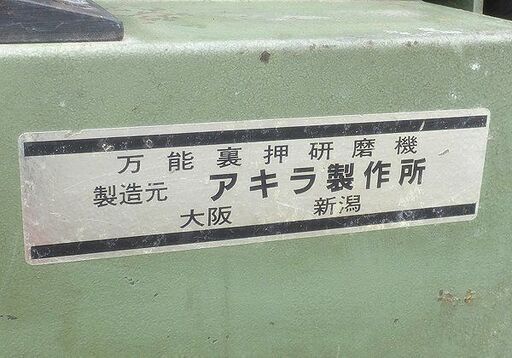 万能裏押研磨機
製造元 アキラ製作所
大阪 新潟